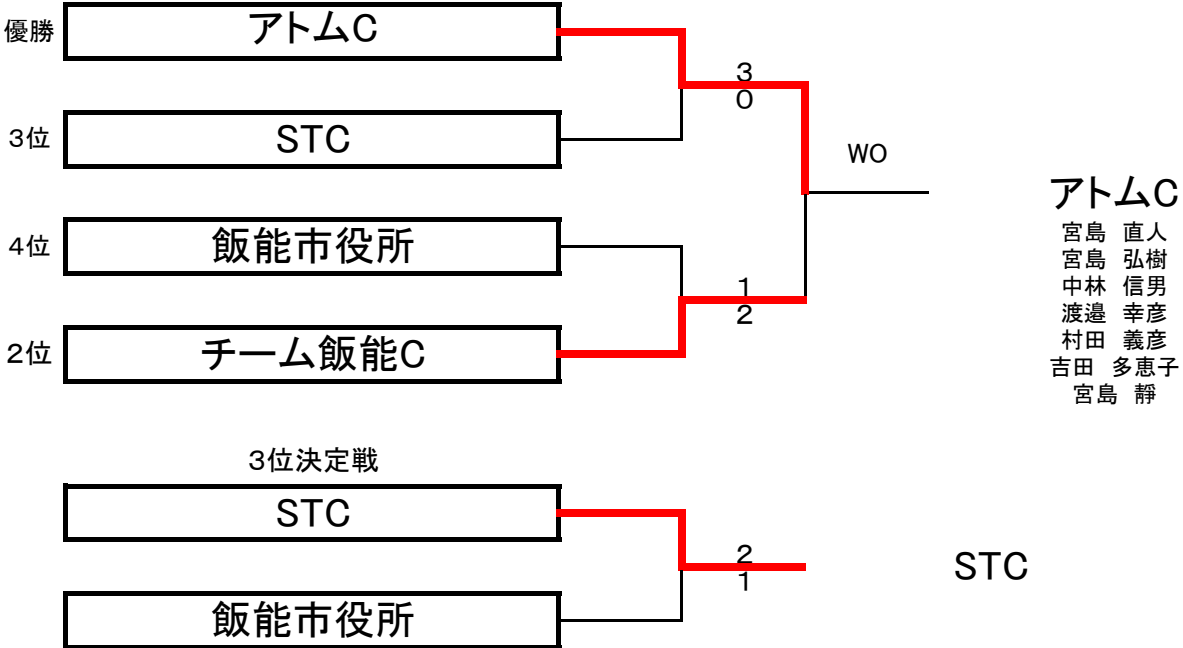 優勝 アトムC
3
0
3位 STC
WO
アトムC
宮島 直人
宮島 弘樹
中林 信男
渡邉 幸彦
村田 義彦
吉田 多恵子
宮島 靜
4位 飯能市役所
1
2
2位 チーム飯能C
3位決定戦
STC
2
1
STC
飯能市役所